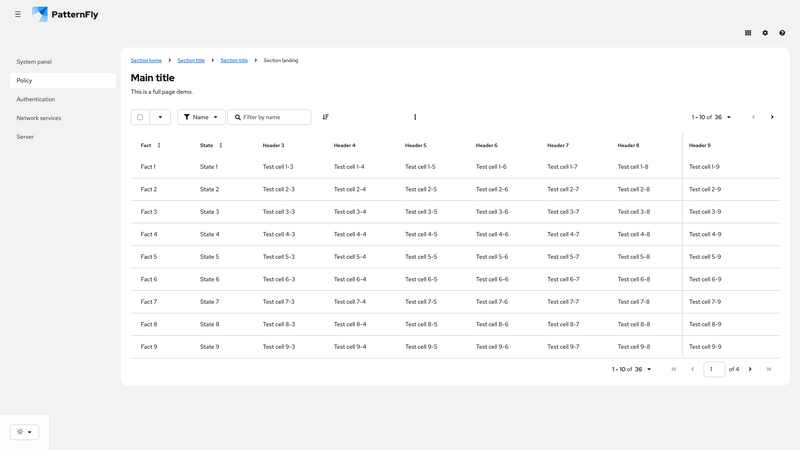 PatternFly
System panel
Policy
Authentication
Network services
Server
Section home Section title Section title Section landing
Main title
This is a full page demo.
Name Filter by name 1 - 10 of 36
Fact State Header 3 Header 4 Header 5 Header 6 Header 7 Header 8 Header 9
Fact 1 State 1 Test cell 1-3 Test cell 1-4 Test cell 1-5 Test cell 1-6 Test cell 1-7 Test cell 1-8 Test cell 1-9
Fact 2 State 2 Test cell 2-3 Test cell 2-4 Test cell 2-5 Test cell 2-6 Test cell 2-7 Test cell 2-8 Test cell 2-9
Fact 3 State 3 Test cell 3-3 Test cell 3-4 Test cell 3-5 Test cell 3-6 Test cell 3-7 Test cell 3-8 Test cell 3-9
Fact 4 State 4 Test cell 4-3 Test cell 4-4 Test cell 4-5 Test cell 4-6 Test cell 4-7 Test cell 4-8 Test cell 4-9
Fact 5 State 5 Test cell 5-3 Test cell 5-4 Test cell 5-5 Test cell 5-6 Test cell 5-7 Test cell 5-8 Test cell 5-9
Fact 6 State 6 Test cell 6-3 Test cell 6-4 Test cell 6-5 Test cell 6-6 Test cell 6-7 Test cell 6-8 Test cell 6-9
Fact 7 State 7 Test cell 7-3 Test cell 7-4 Test cell 7-5 Test cell 7-6 Test cell 7-7 Test cell 7-8 Test cell 7-9
Fact 8 State 8 Test cell 8-3 Test cell 8-4 Test cell 8-5 Test cell 8-6 Test cell 8-7 Test cell 8-8 Test cell 8-9
Fact 9 State 9 Test cell 9-3 Test cell 9-4 Test cell 9-5 Test cell 9-6 Test cell 9-7 Test cell 9-8 Test cell 9-9
1 - 10 of 36 1 of 4